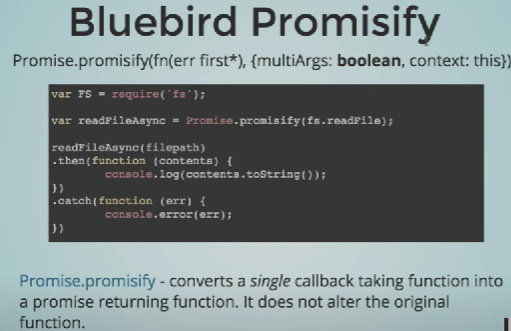 Bluebird Promisify
Promise.promisify(fn(err first*), {multiArgs: boolean, context: this})
var FS = require('fs');
var readFileAsync = Promise.promisify(fs.readFile);
readFileAsync(filepath)
.then(function (contents) {
console.log(contents.toString());
})
.catch(function (err) {
console.error(err);
})
Promise.promisify - converts a single callback taking function into
a promise returning function. It does not alter the original
function.